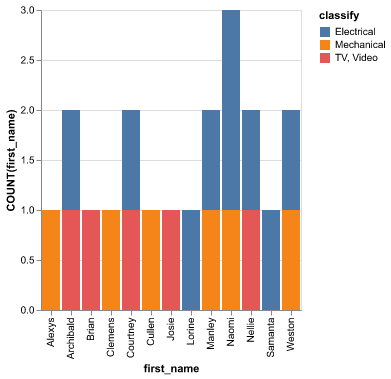 classify
Electrical
Mechanical
TV, Video
COUNT(first_name)
3.0
2.5
2.0
1.5
1.0
0.5
0.0
Alexys
Archibald
Brian
Clemens
Courtney
Cullen
Josie
Lorine
Manley
Naomi
Nellie
Samanta
Weston
first_name